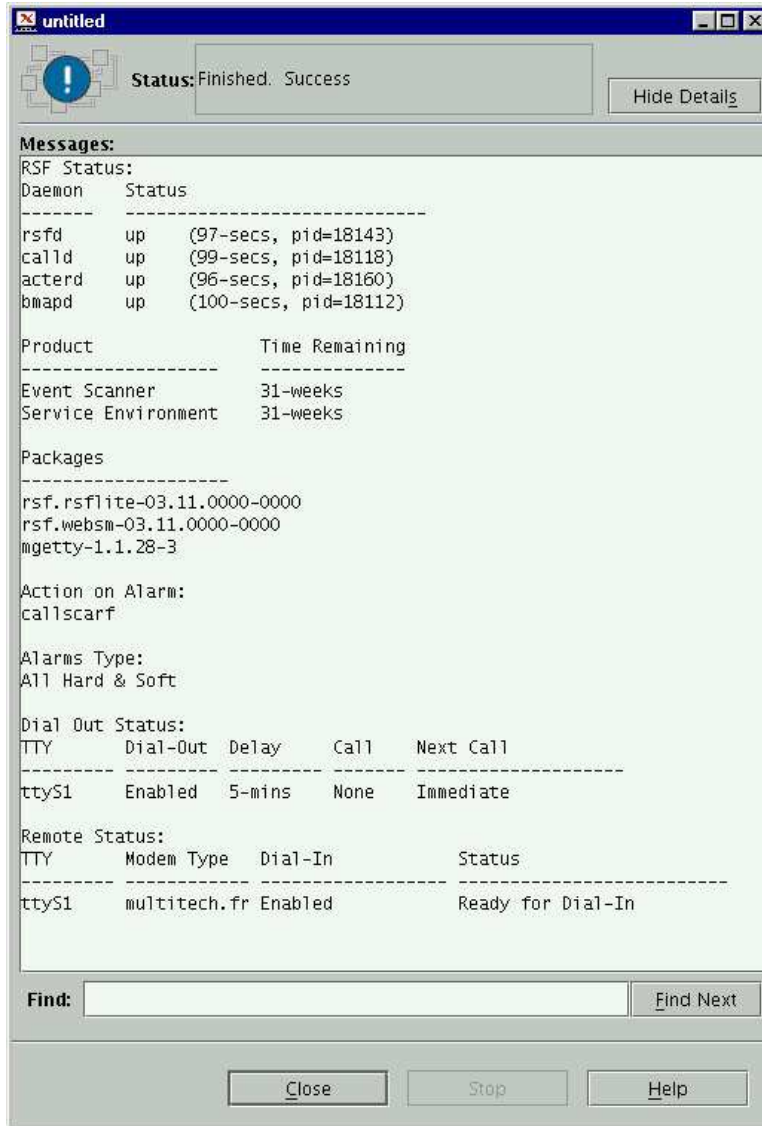 untitled
Status: Finished. Success
Hide Details
Messages:
RSF Status:
Daemon Status
------- -----------------------------
rsfd up (97-secs, pid=18143)
calld up (99-secs, pid=18118)
acterd up (96-secs, pid=18160)
bmapd up (100-secs, pid=18112)
Product Time Remaining
------------------- --------------
Event Scanner 31-weeks
Service Environment 31-weeks
Packages
--------------------
rsf.rsflite-03.11.0000-0000
rsf.websm-03.11.0000-0000
mgetty-1.1.28-3
Action on Alarm:
callscarf
Alarms Type:
All Hard & Soft
Dial Out Status:
TTY Dial-Out Delay Call Next Call
--------- --------- --------- ------- --------------------
ttyS1 Enabled 5-mins None Immediate
Remote Status:
TTY Modem Type Dial-In Status
--------- ------------ ------------------ --------------------------
ttyS1 multitech.fr Enabled Ready for Dial-In
Find: Find Next
Close Stop Help